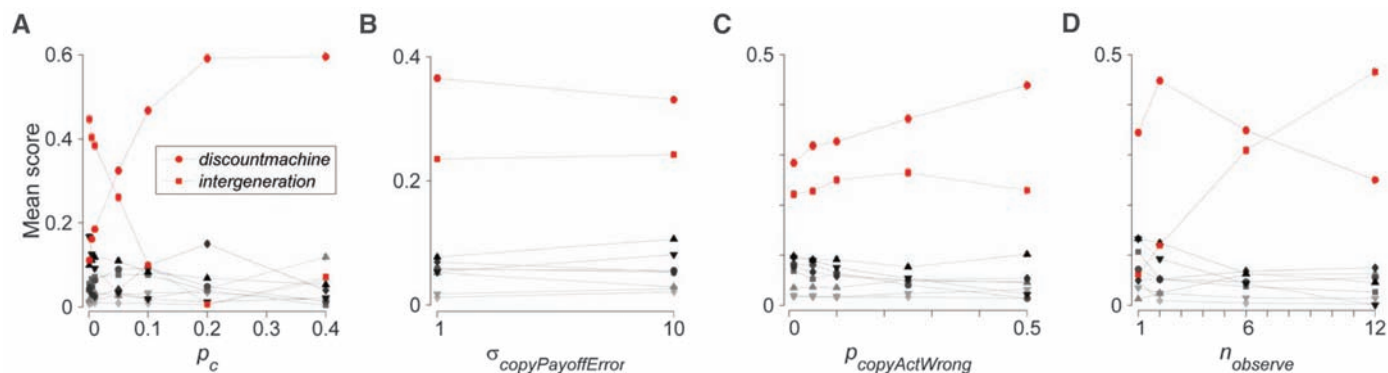 A
B
C
D
Mean score
0.6
0.4
0.2
0
0
0.1
0.2
0.3
0.4
p_c
discountmachine
intergeneration
0.4
0.2
0
1
10
σ_copyPayoffError
0.5
0
0
0.5
p_copyActWrong
0.5
0
1
6
12
n_observe